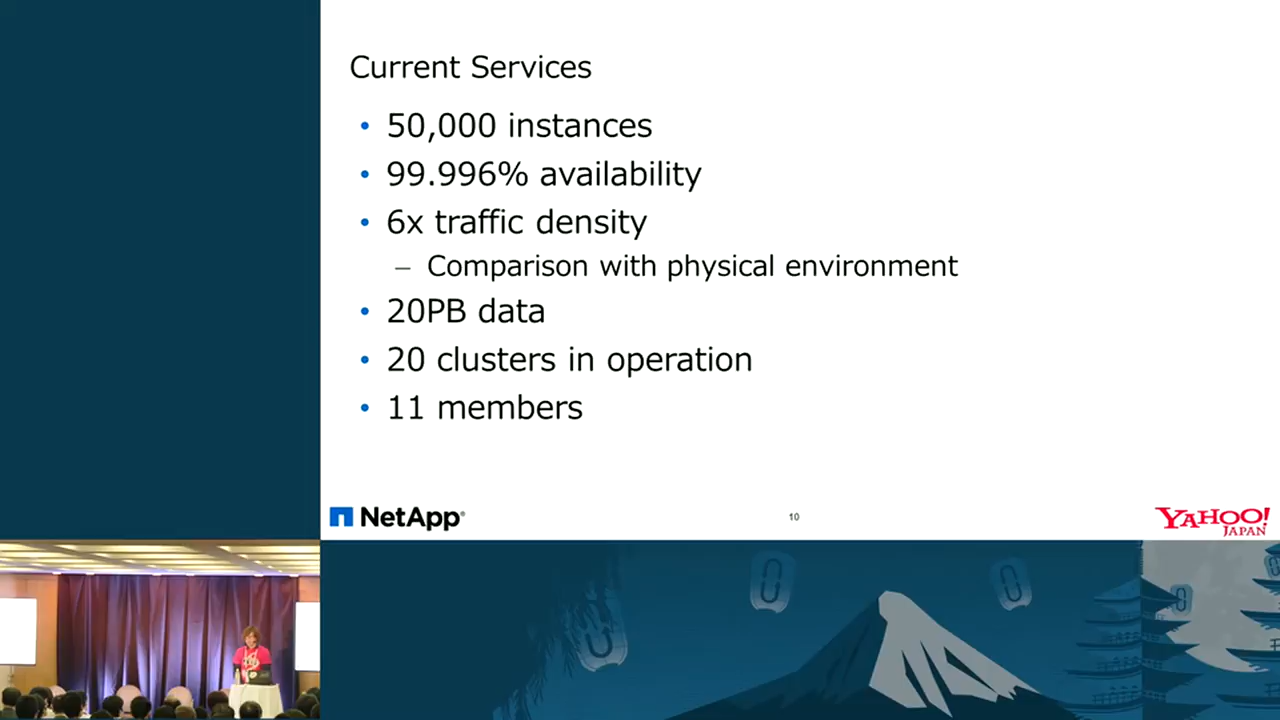 Current Services
• 50,000 instances
• 99.996% availability
• 6x traffic density
– Comparison with physical environment
• 20PB data
• 20 clusters in operation
• 11 members
NetApp®
10
YAHOO!
JAPAN